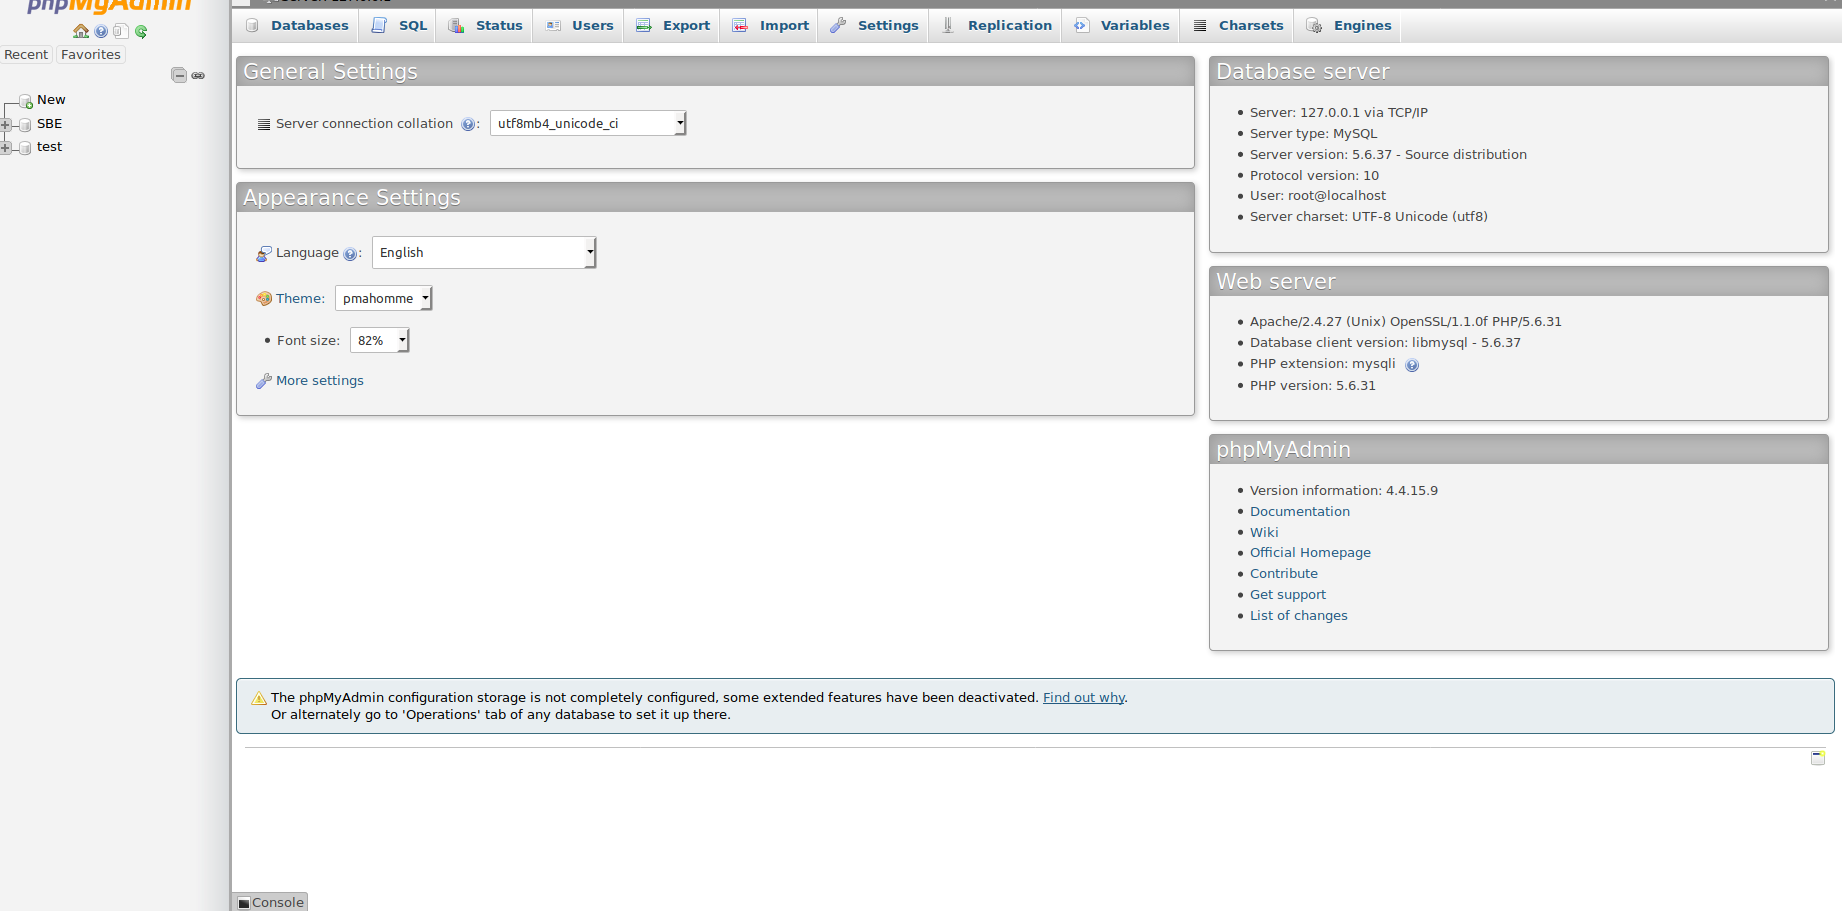 phpMyAdmin
Recent
Favorites
New
SBE
test
Databases
SQL
Status
Users
Export
Import
Settings
Replication
Variables
Charsets
Engines
General Settings
Server connection collation :
utf8mb4_unicode_ci
Appearance Settings
Language :
English
Theme:
pmahomme
Font size:
82%
More settings
Database server
Server: 127.0.0.1 via TCP/IP
Server type: MySQL
Server version: 5.6.37 - Source distribution
Protocol version: 10
User: root@localhost
Server charset: UTF-8 Unicode (utf8)
Web server
Apache/2.4.27 (Unix) OpenSSL/1.1.0f PHP/5.6.31
Database client version: libmysql - 5.6.37
PHP extension: mysqli
PHP version: 5.6.31
phpMyAdmin
Version information: 4.4.15.9
Documentation
Wiki
Official Homepage
Contribute
Get support
List of changes
The phpMyAdmin configuration storage is not completely configured, some extended features have been deactivated. Find out why.
Or alternately go to 'Operations' tab of any database to set it up there.
Console